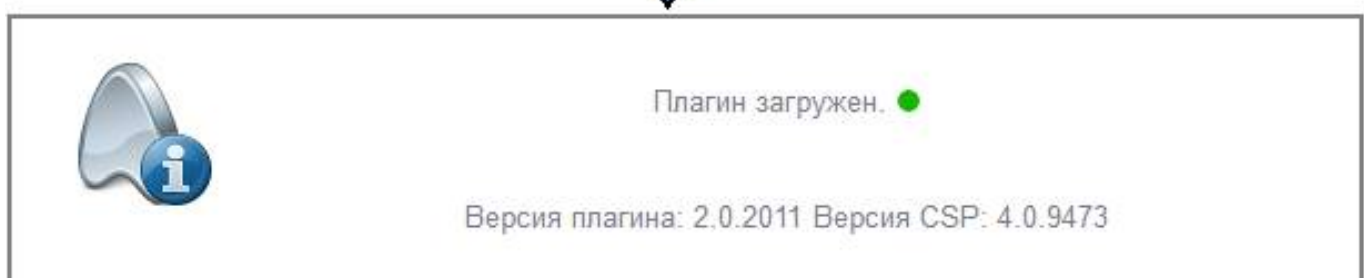 Плагин загружен.
Версия плагина: 2.0.2011 Версия CSP: 4.0.9473